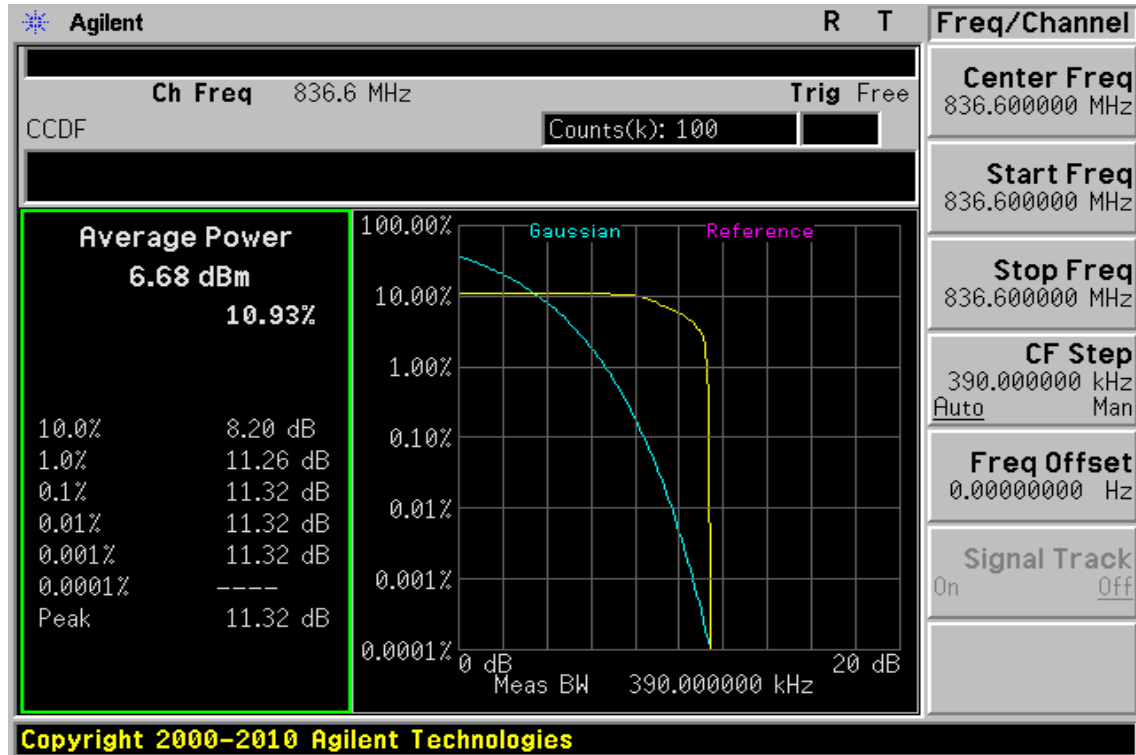 Agilent R T
Ch Freq 836.6 MHz Trig Free
CCDF
Counts(k): 100
Average Power
6.68 dBm
10.93%
10.0% 8.20 dB
1.0% 11.26 dB
0.1% 11.32 dB
0.01% 11.32 dB
0.001% 11.32 dB
0.0001% ----
Peak 11.32 dB
Gaussian Reference
100.00%
10.00%
1.00%
0.10%
0.01%
0.001%
0.0001%
0 dB 20 dB
Meas BW 390.000000 kHz
Freq/Channel
Center Freq
836.600000 MHz
Start Freq
836.600000 MHz
Stop Freq
836.600000 MHz
CF Step
390.000000 kHz
Auto Man
Freq Offset
0.00000000 Hz
Signal Track
On Off
Copyright 2000-2010 Agilent Technologies